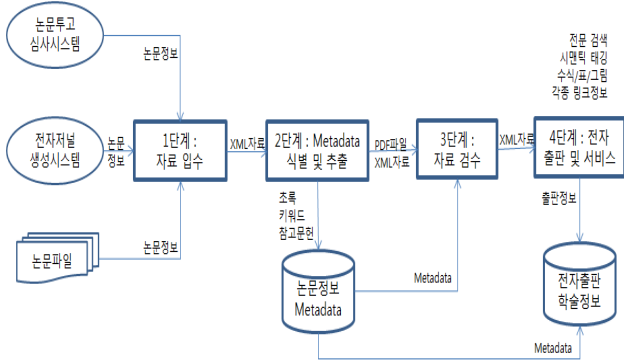 논문투고
심사시스템
논문정보
전문 검색
시맨틱 태깅
수식/표/그림
각종 링크정보
전자저널
생성시스템
논문
정보
1단계 :
자료 입수
XML자료
2단계 : Metadata
식별 및 추출
PDF파일
XML자료
3단계 :
자료 검수
XML자료
4단계 : 전자
출판 및 서비스
논문파일
논문정보
초록
키워드
참고문헌
출판정보
논문정보
Metadata
Metadata
전자출판
학술정보
Metadata